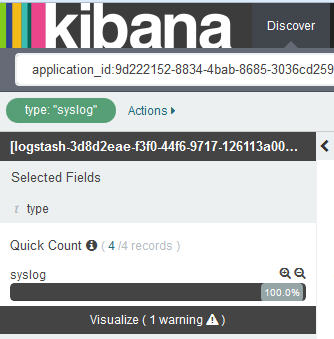 kibana
Discover
application_id:9d222152-8834-4bab-8685-3036cd259
type: "syslog"
Actions
[logstash-3d8d2eae-f3f0-44f6-9717-126113a00...
Selected Fields
t type
Quick Count ( 4 /4 records )
syslog
100.0%
Visualize ( 1 warning )